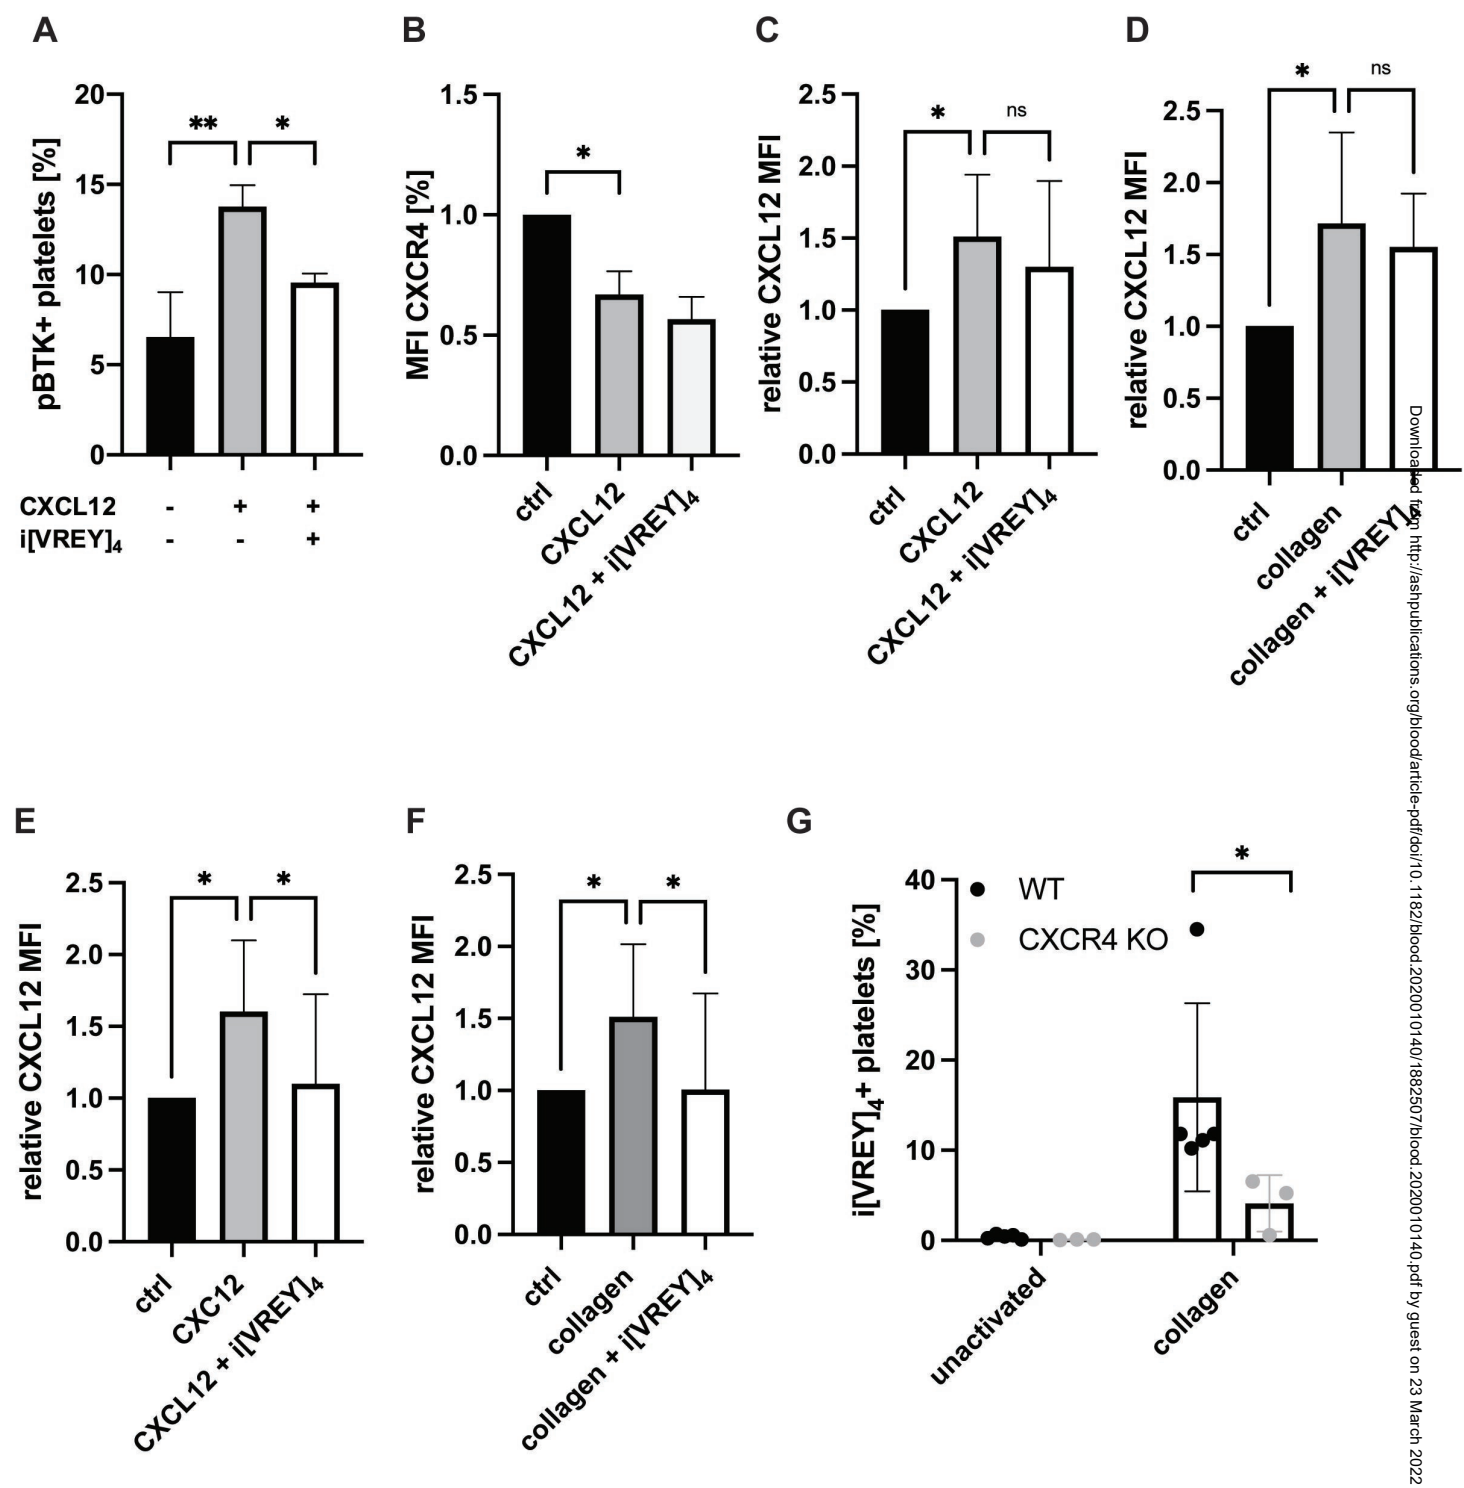 A
B
C
D
**
*
pBTK+ platelets [%]
20
15
10
5
0
CXCL12 - + +
i[VREY]4 - - +
*
MFI CXCR4 [%]
1.5
1.0
0.5
0.0
ctrl
CXCL12
CXCL12 + i[VREY]4
*
ns
relative CXCL12 MFI
2.5
2.0
1.5
1.0
0.5
0.0
ctrl
CXCL12
CXCL12 + i[VREY]4
*
ns
relative CXCL12 MFI
2.5
2.0
1.5
1.0
0.5
0.0
ctrl
collagen
collagen + i[VREY]4
E
F
G
*
*
relative CXCL12 MFI
2.5
2.0
1.5
1.0
0.5
0.0
ctrl
CXC12
CXCL12 + i[VREY]4
*
*
relative CXCL12 MFI
2.5
2.0
1.5
1.0
0.5
0.0
ctrl
collagen
collagen + i[VREY]4
*
WT
CXCR4 KO
i[VREY]4+ platelets [%]
40
30
20
10
0
unactivated
collagen
Downloaded from http://ashpublications.org/blood/article-pdf/doi/10.1182/blood.2020010140/1882507/blood.2020010140.pdf by guest on 23 March 2022